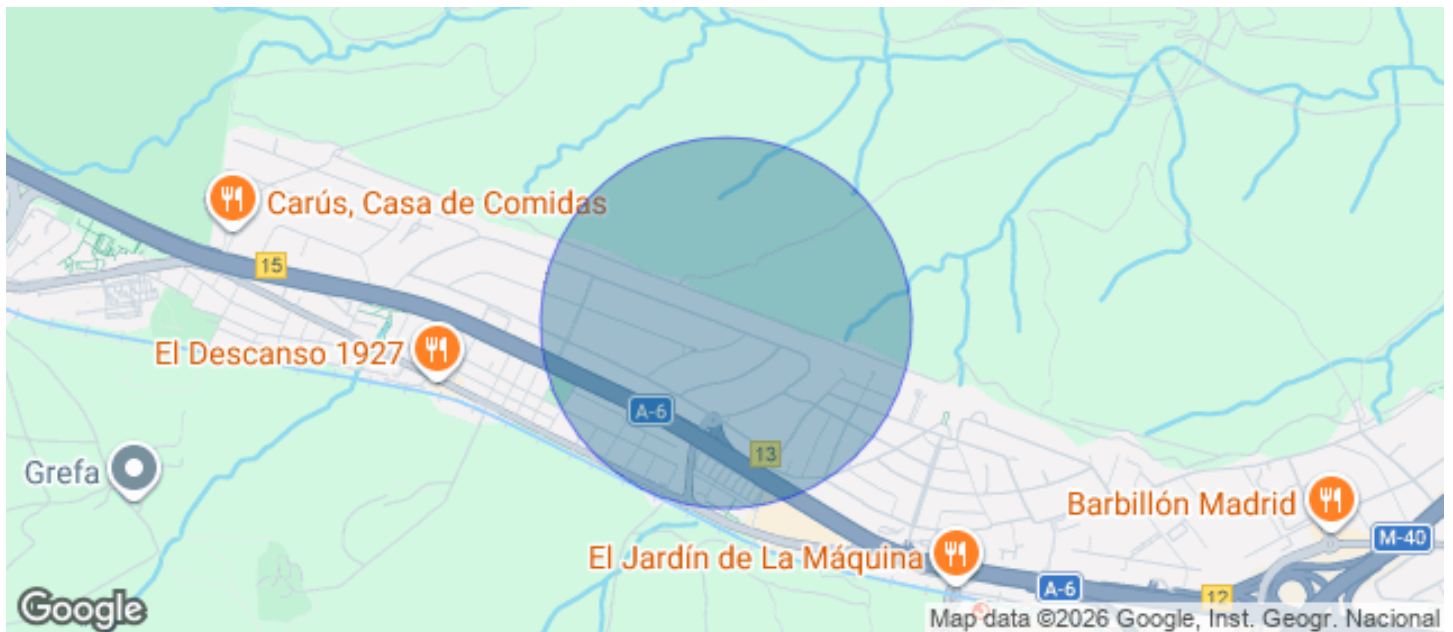 Carús, Casa de Comidas
15
El Descanso 1927
A-6
13
Grefa
Barbillón Madrid
M-40
El Jardín de La Máquina
A-6
12
Google
Map data ©2026 Google, Inst. Geogr. Nacional